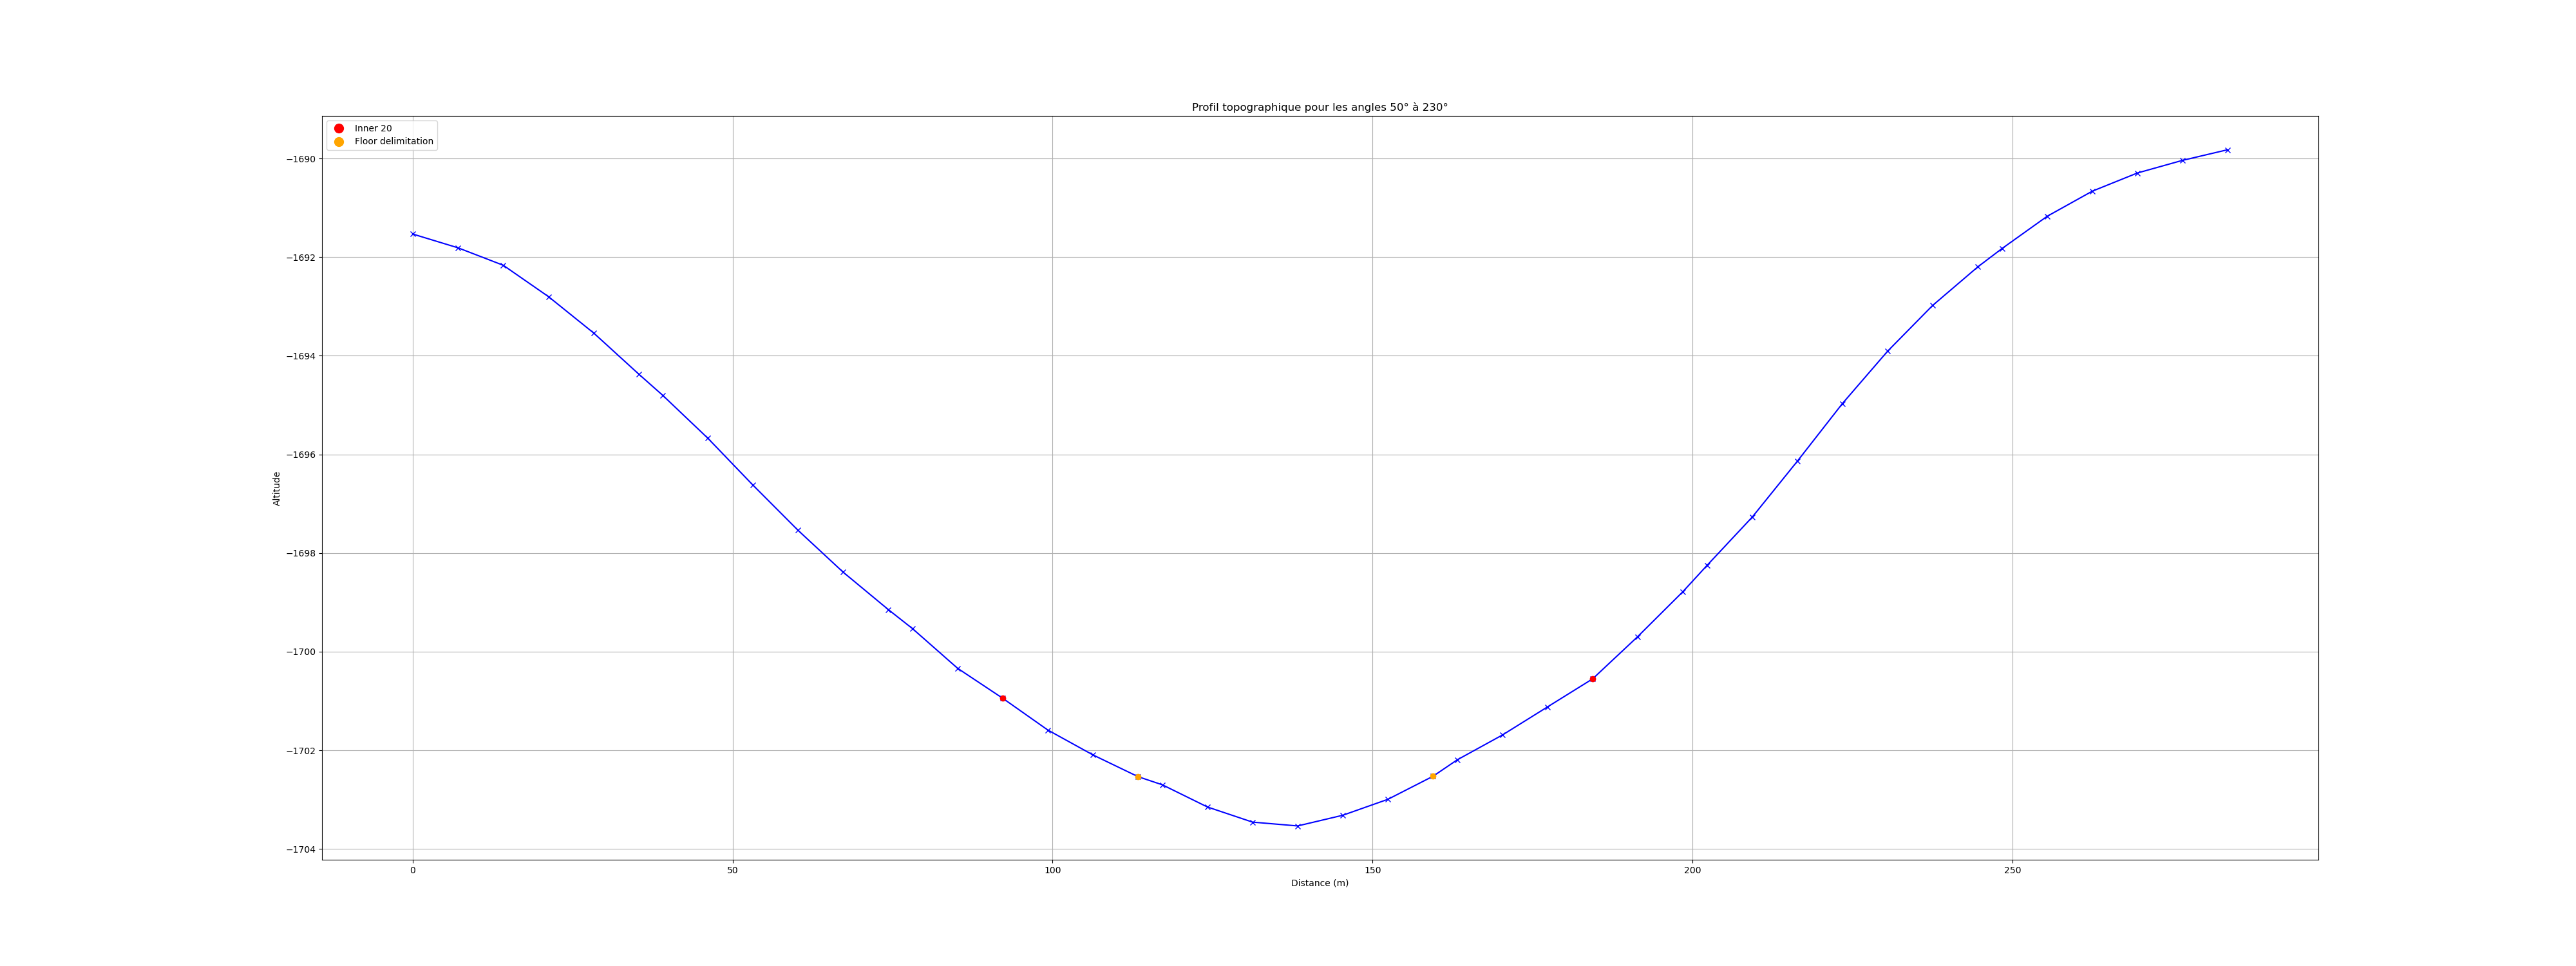 Profil topographique pour les angles 50° à 230°
Inner 20
Floor delimitation
−1690
−1692
−1694
−1696
−1698
−1700
−1702
−1704
Altitude
0 50 100 150 200 250
Distance (m)